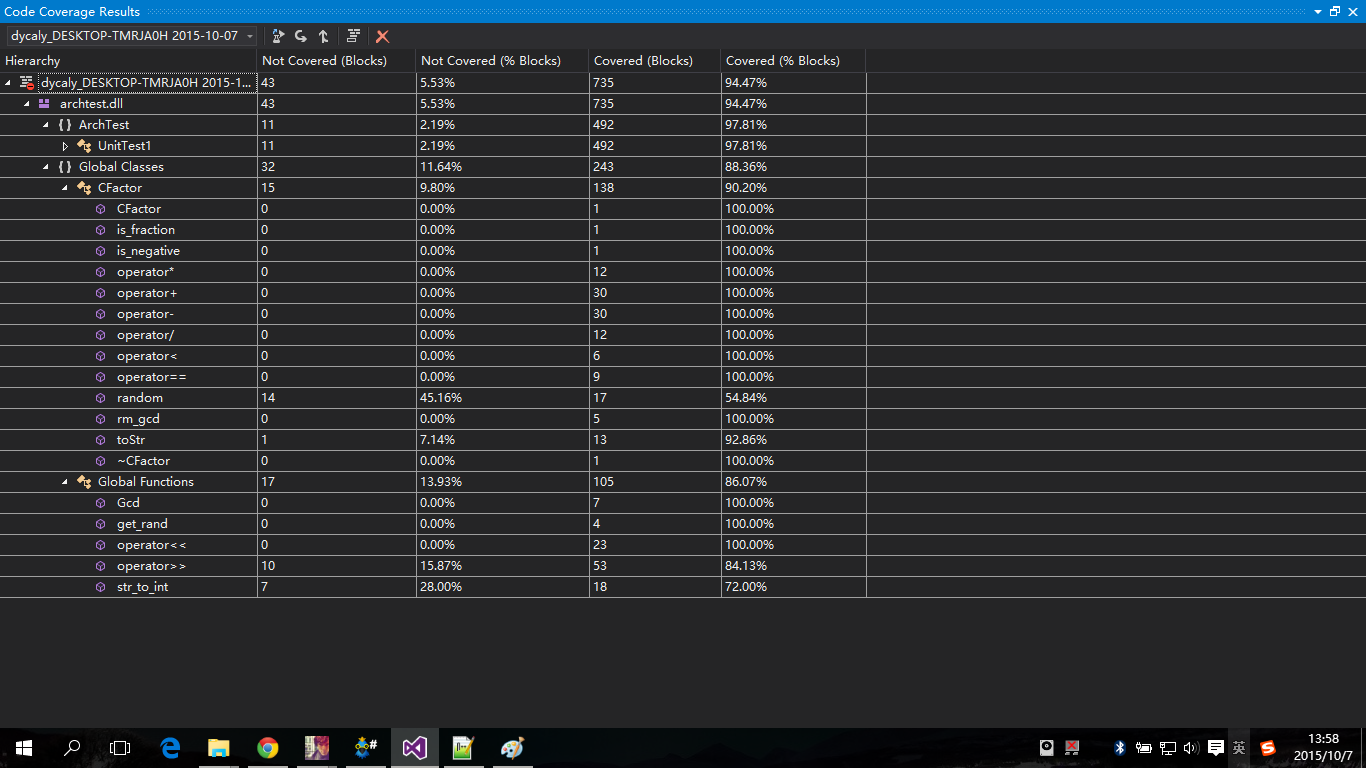 Code Coverage Results
dycaly_DESKTOP-TMRJA0H 2015-10-07
Hierarchy Not Covered (Blocks) Not Covered (% Blocks) Covered (Blocks) Covered (% Blocks)
dycaly_DESKTOP-TMRJA0H 2015-1... 43 5.53% 735 94.47%
archtest.dll 43 5.53% 735 94.47%
{ } ArchTest 11 2.19% 492 97.81%
UnitTest1 11 2.19% 492 97.81%
{ } Global Classes 32 11.64% 243 88.36%
CFactor 15 9.80% 138 90.20%
CFactor 0 0.00% 1 100.00%
is_fraction 0 0.00% 1 100.00%
is_negative 0 0.00% 1 100.00%
operator* 0 0.00% 12 100.00%
operator+ 0 0.00% 30 100.00%
operator- 0 0.00% 30 100.00%
operator/ 0 0.00% 12 100.00%
operator< 0 0.00% 6 100.00%
operator== 0 0.00% 9 100.00%
random 14 45.16% 17 54.84%
rm_gcd 0 0.00% 5 100.00%
toStr 1 7.14% 13 92.86%
~CFactor 0 0.00% 1 100.00%
Global Functions 17 13.93% 105 86.07%
Gcd 0 0.00% 7 100.00%
get_rand 0 0.00% 4 100.00%
operator<< 0 0.00% 23 100.00%
operator>> 10 15.87% 53 84.13%
str_to_int 7 28.00% 18 72.00%
英
13:58
2015/10/7